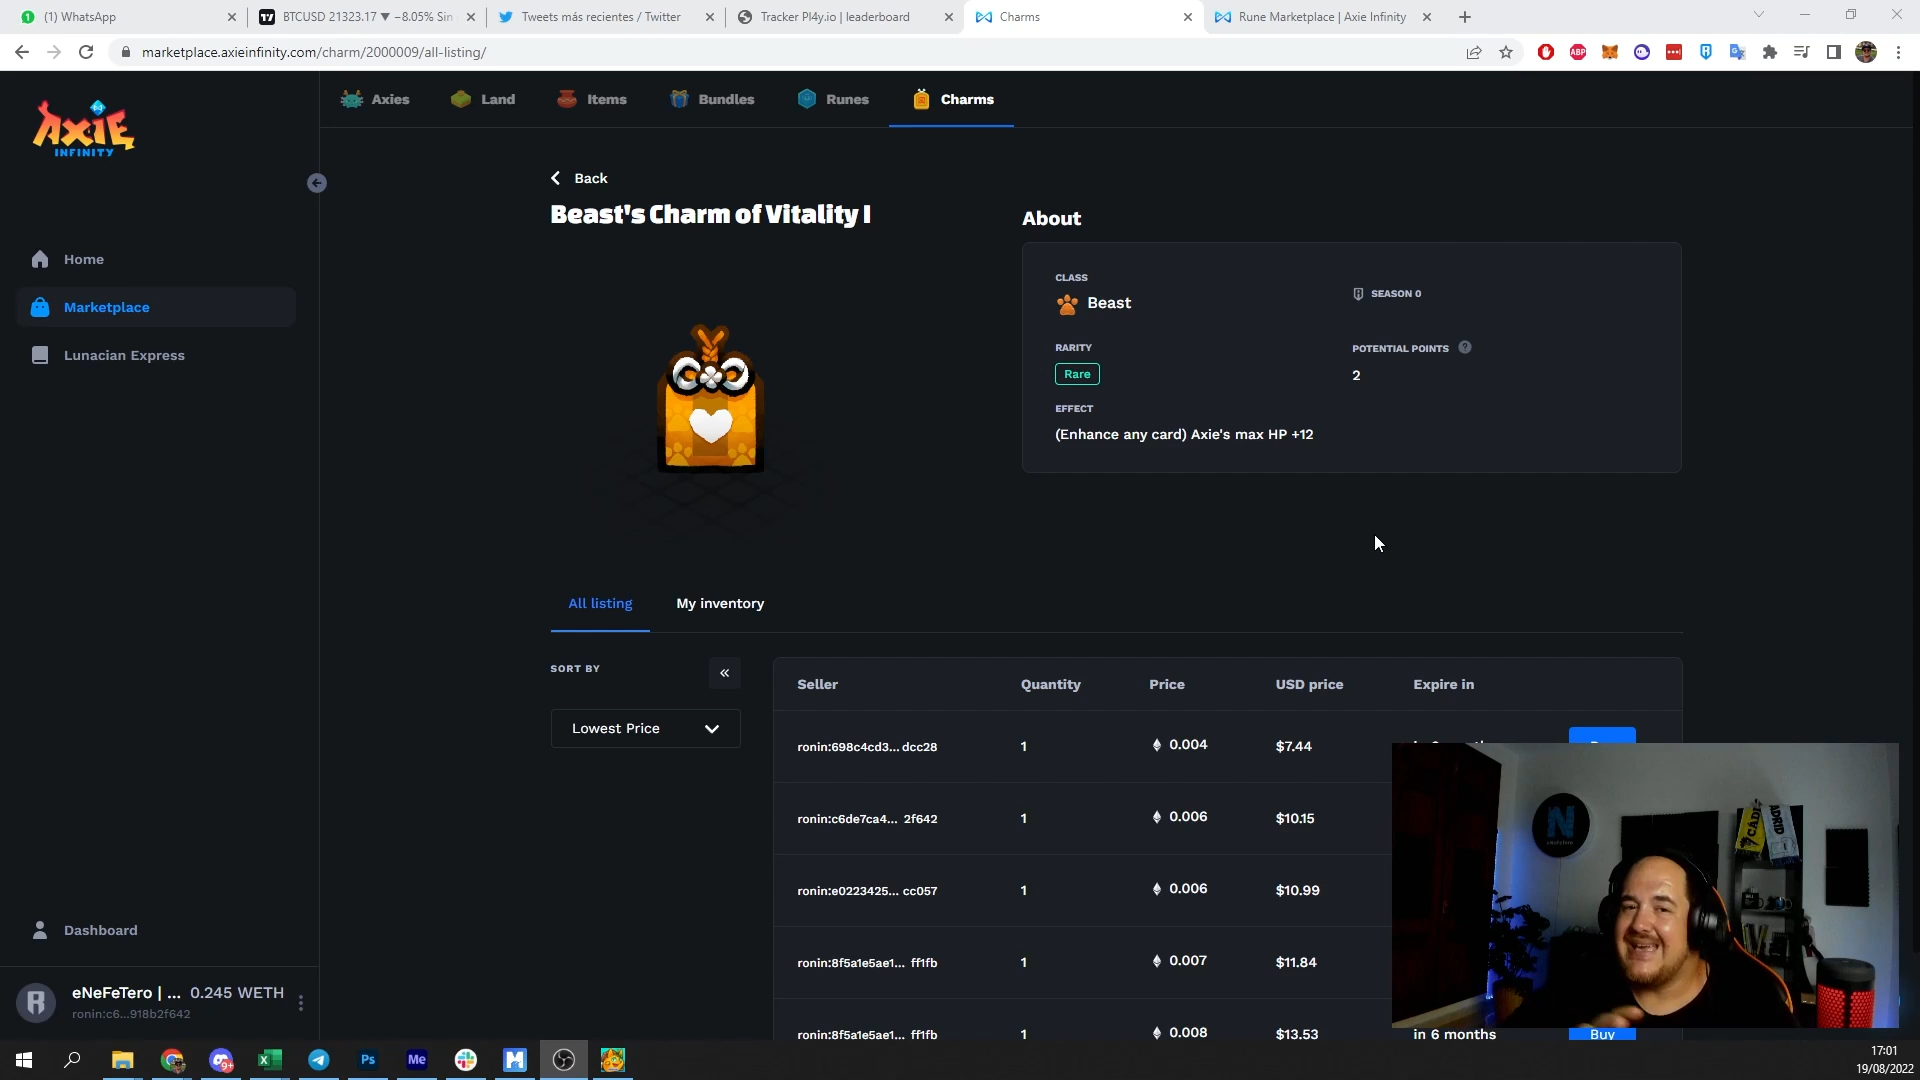 (1) WhatsApp
BTCUSD 21323.17 ▼ −8.05% Sin
Tweets más recientes / Twitter
Tracker Pl4y.io | leaderboard
Charms
Rune Marketplace | Axie Infinity
marketplace.axieinfinity.com/charm/2000009/all-listing/
ABP
AXIE
INFINITY
Axies
Land
Items
Bundles
Runes
Charms
Home
Marketplace
Lunacian Express
Back
Beast's Charm of Vitality I
About
CLASS
Beast
SEASON 0
RARITY
Rare
POTENTIAL POINTS
2
EFFECT
(Enhance any card) Axie's max HP +12
All listing
My inventory
SORT BY
Lowest Price
Seller Quantity Price USD price Expire in
ronin:698c4cd3... dcc28 1 0.004 $7.44
ronin:c6de7ca4... 2f642 1 0.006 $10.15
ronin:e0223425... cc057 1 0.006 $10.99
ronin:8f5a1e5ae1... ff1fb 1 0.007 $11.84
ronin:8f5a1e5ae1... ff1fb 1 0.008 $13.53 in 6 months Buy
CÁDI
ADRID
N
Dashboard
eNeFeTero | ... 0.245 WETH
ronin:c6...918b2f642
9+
Ps
Me
17:01
19/08/2022